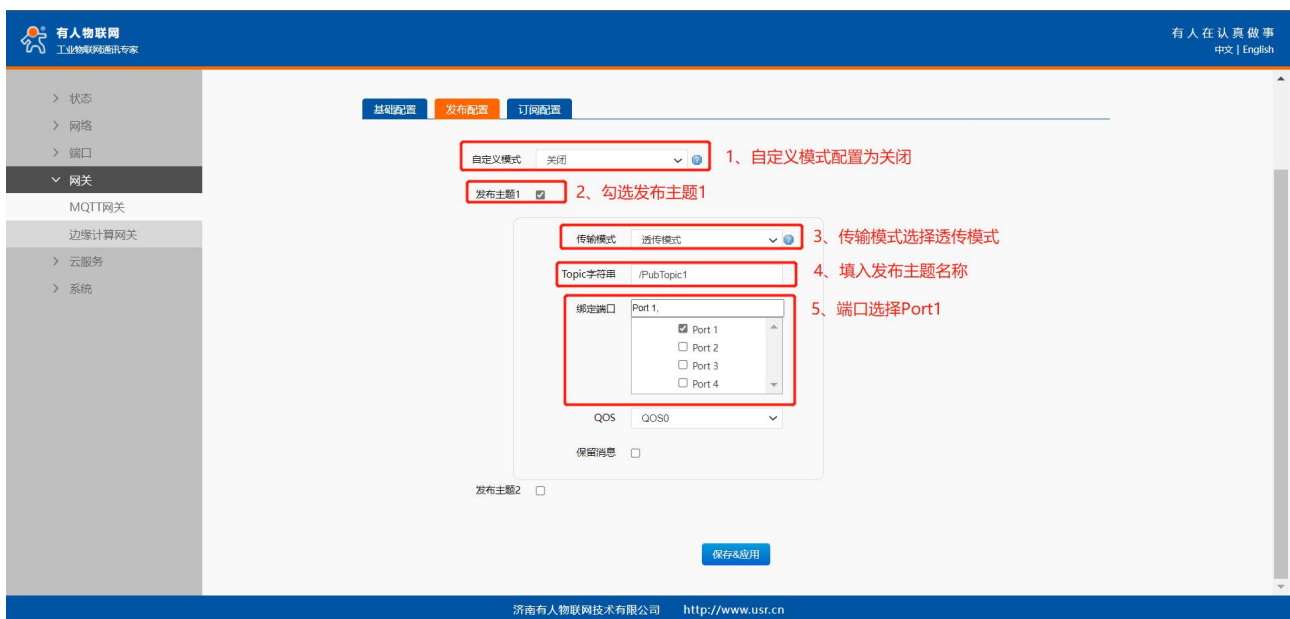 有人物联网
工业物联网通讯专家
有人在认真做事
中文 | English
状态
网络
端口
网关
MQTT网关
边缘计算网关
云服务
系统
基础配置 发布配置 订阅配置
自定义模式 关闭 1、自定义模式配置为关闭
发布主题1 2、勾选发布主题1
传输模式 透传模式 3、传输模式选择透传模式
Topic字符串 /PubTopic1 4、填入发布主题名称
绑定端口 Port 1, 5、端口选择Port1
Port 1
Port 2
Port 3
Port 4
QOS QOS0
保留消息
发布主题2
保存&应用
济南有人物联网技术有限公司 http://www.usr.cn